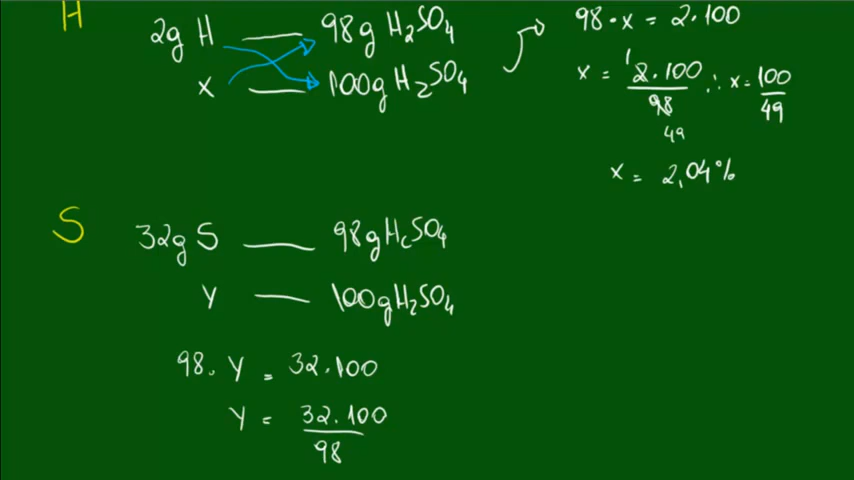 H
2g H — 98g H₂SO₄
x — 100g H₂SO₄
98 · x = 2.100
x = 2.100/98 ∴ x = 100/49
1
49
x = 2,04%
S
32g S — 98g H₂SO₄
y — 100g H₂SO₄
98. y = 32.100
y = 32.100/98